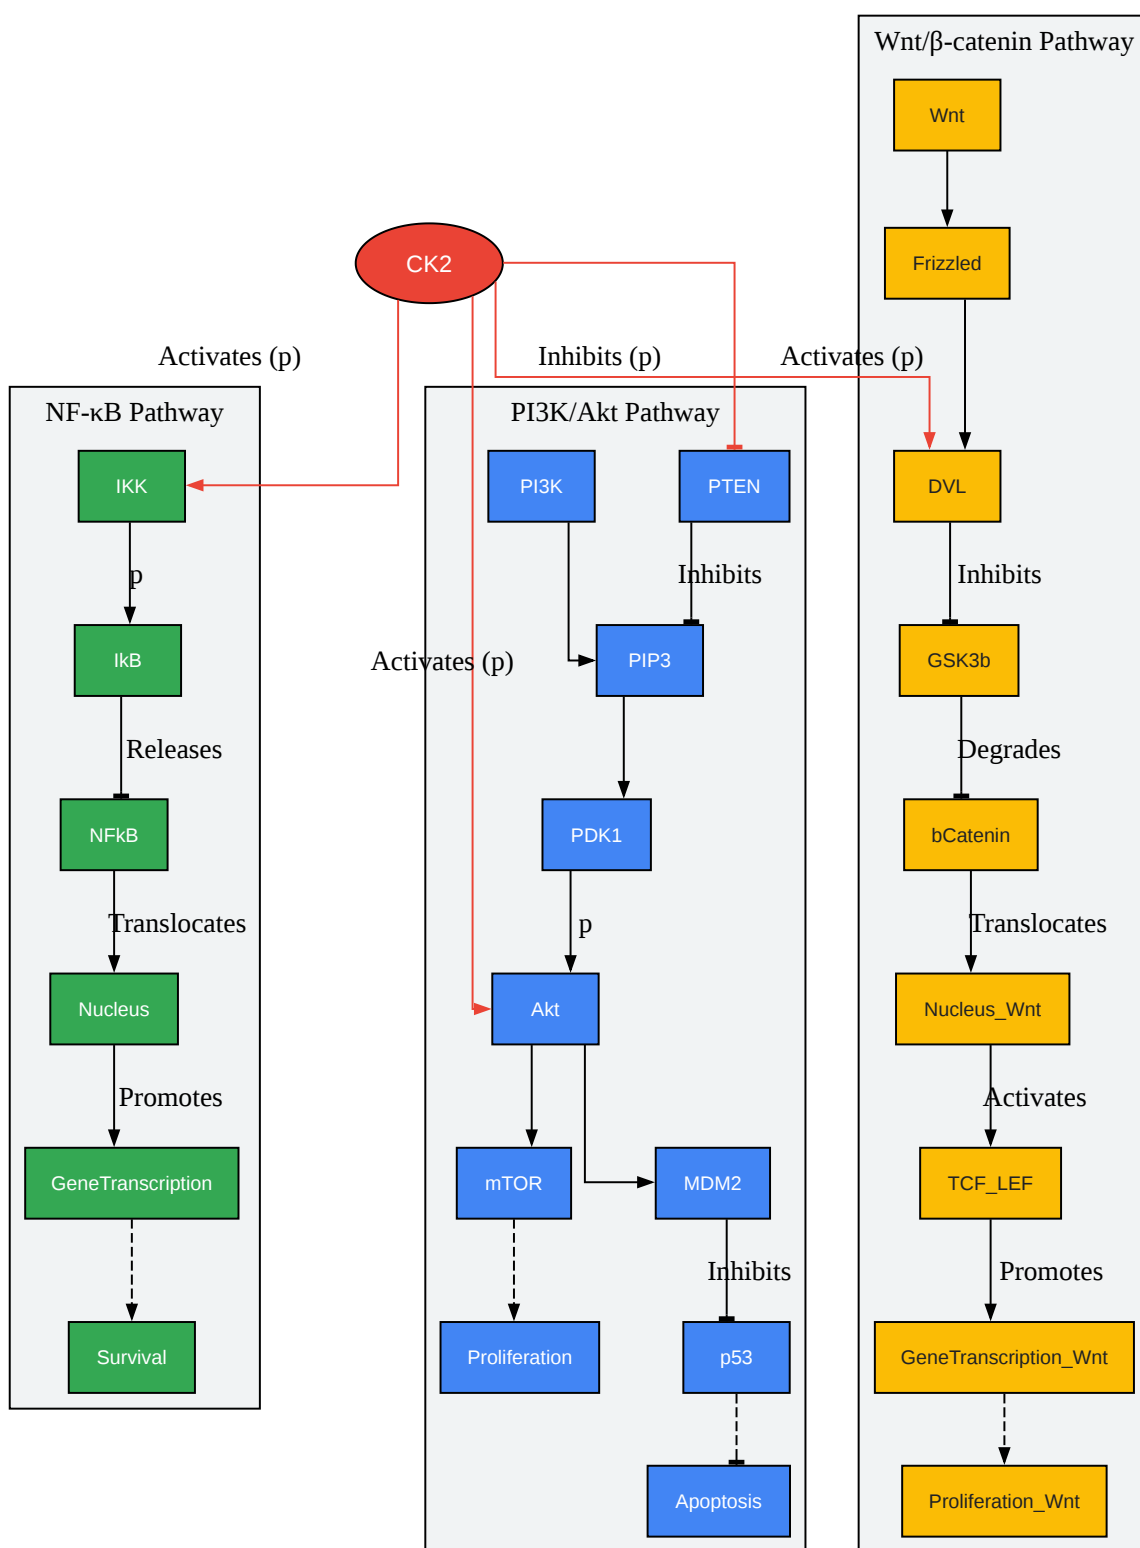 Wnt/β-catenin Pathway
Wnt
Frizzled
CK2
Activates (p)
Inhibits (p)
Activates (p)
NF-κB Pathway
PI3K/Akt Pathway
IKK
PI3K
PTEN
DVL
p
Inhibits
Inhibits
IkB
Activates (p)
PIP3
GSK3b
Releases
Degrades
NFkB
PDK1
bCatenin
Translocates
p
Translocates
Nucleus
Akt
Nucleus_Wnt
Promotes
Activates
GeneTranscription
mTOR
MDM2
TCF_LEF
Inhibits
Promotes
Survival
Proliferation
p53
GeneTranscription_Wnt
Apoptosis
Proliferation_Wnt